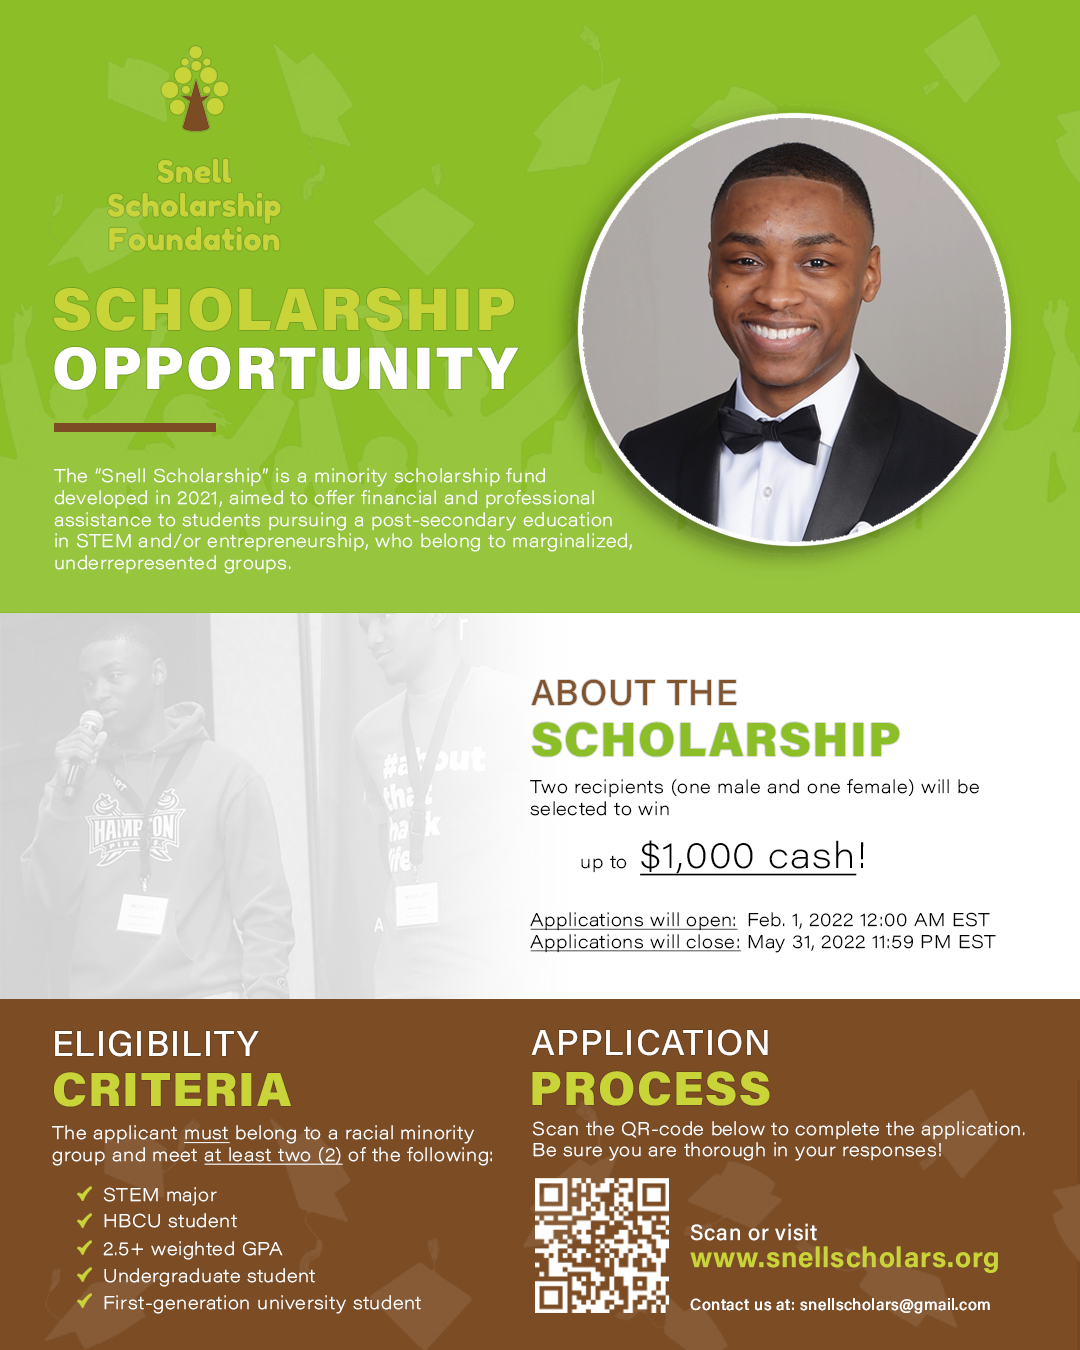 Snell
Scholarship
Foundation
SCHOLARSHIP
OPPORTUNITY
The “Snell Scholarship” is a minority scholarship fund
developed in 2021, aimed to offer financial and professional
assistance to students pursuing a post-secondary education
in STEM and/or entrepreneurship, who belong to marginalized,
underrepresented groups.
HAMPTON
PIRATES
ABOUT THE
SCHOLARSHIP
Two recipients (one male and one female) will be
selected to win
up to $1,000 cash!
Applications will open: Feb. 1, 2022 12:00 AM EST
Applications will close: May 31, 2022 11:59 PM EST
ELIGIBILITY
CRITERIA
The applicant must belong to a racial minority
group and meet at least two (2) of the following:
STEM major
HBCU student
2.5+ weighted GPA
Undergraduate student
First-generation university student
APPLICATION
PROCESS
Scan the QR-code below to complete the application.
Be sure you are thorough in your responses!
Scan or visit
www.snellscholars.org
Contact us at: snellscholars@gmail.com